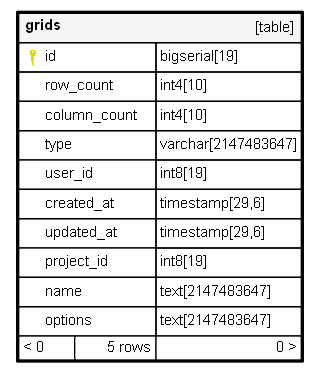 grids [table]
id bigserial[19]
row_count int4[10]
column_count int4[10]
type varchar[2147483647]
user_id int8[19]
created_at timestamp[29,6]
updated_at timestamp[29,6]
project_id int8[19]
name text[2147483647]
options text[2147483647]
< 0 5 rows 0 >